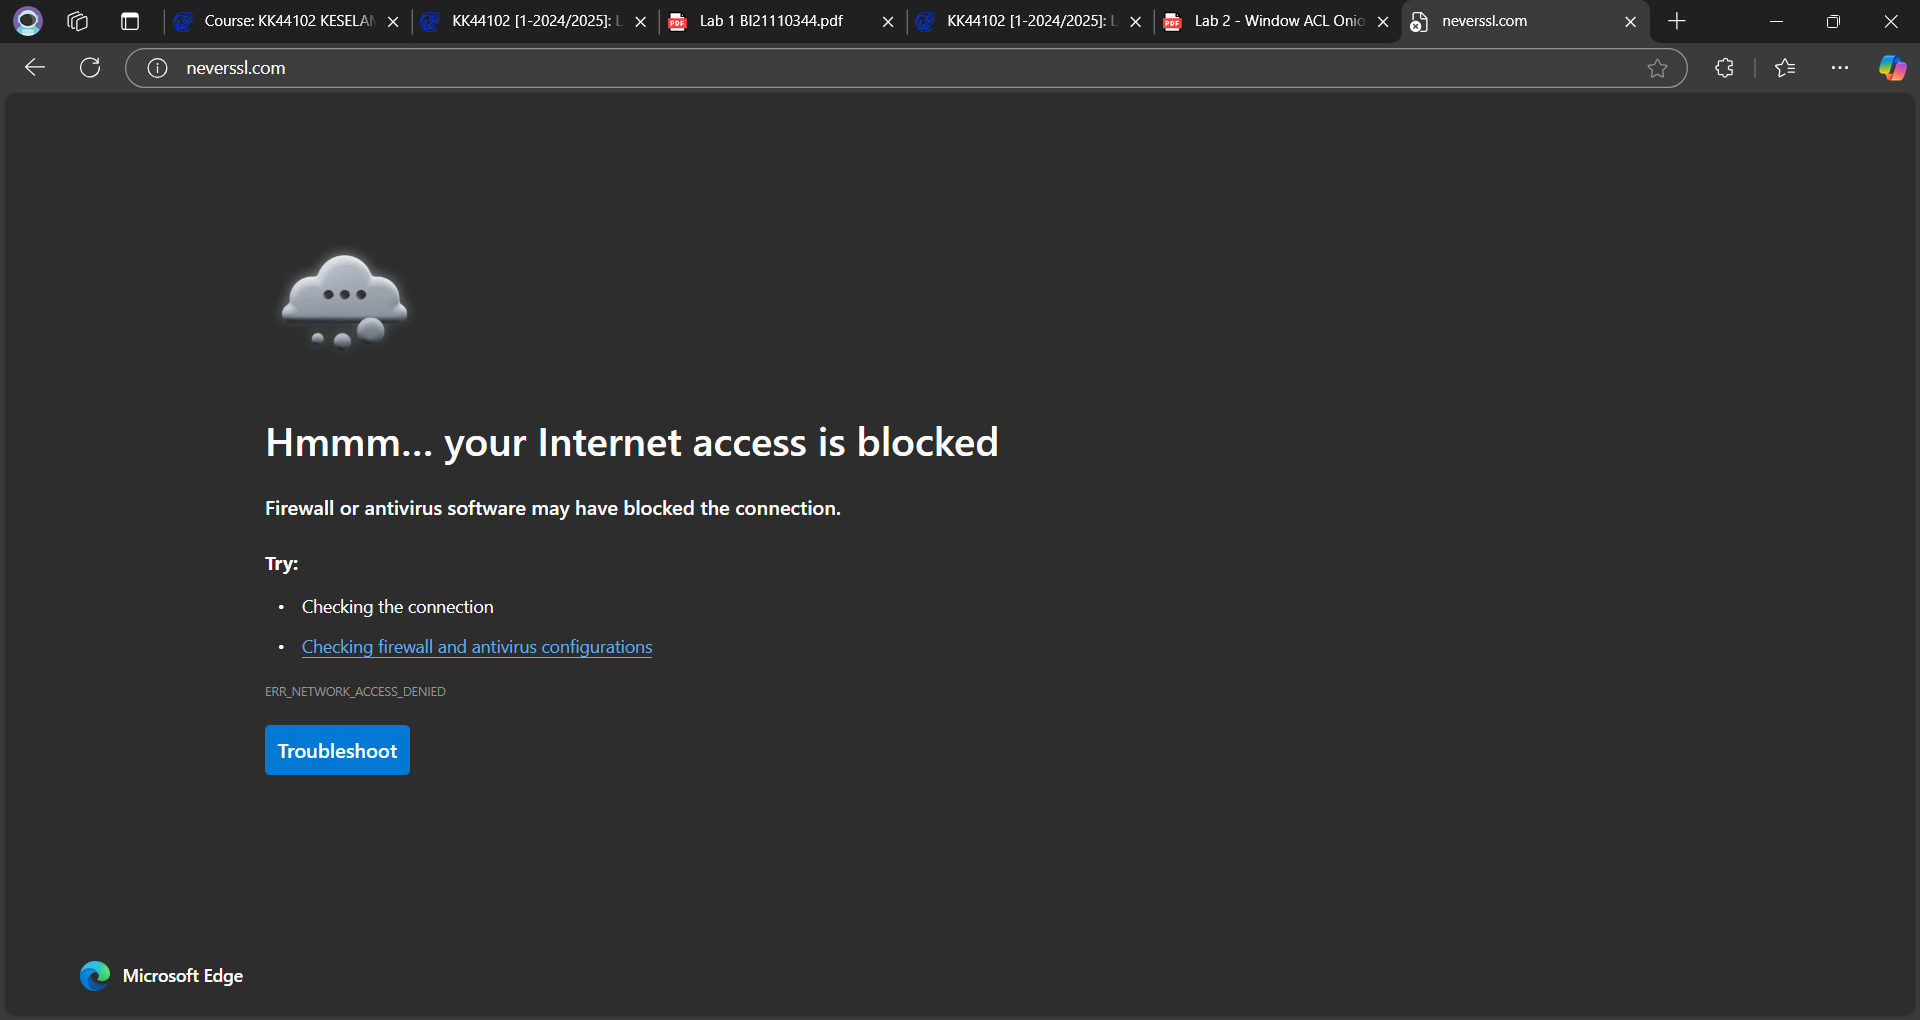 Course: KK44102 KESELAN
KK44102 [1-2024/2025]: L
Lab 1 BI21110344.pdf
KK44102 [1-2024/2025]: L
Lab 2 - Window ACL Onio
neverssl.com
neverssl.com
Hmmm... your Internet access is blocked
Firewall or antivirus software may have blocked the connection.
Try:
• Checking the connection
• Checking firewall and antivirus configurations
ERR_NETWORK_ACCESS_DENIED
Troubleshoot
Microsoft Edge